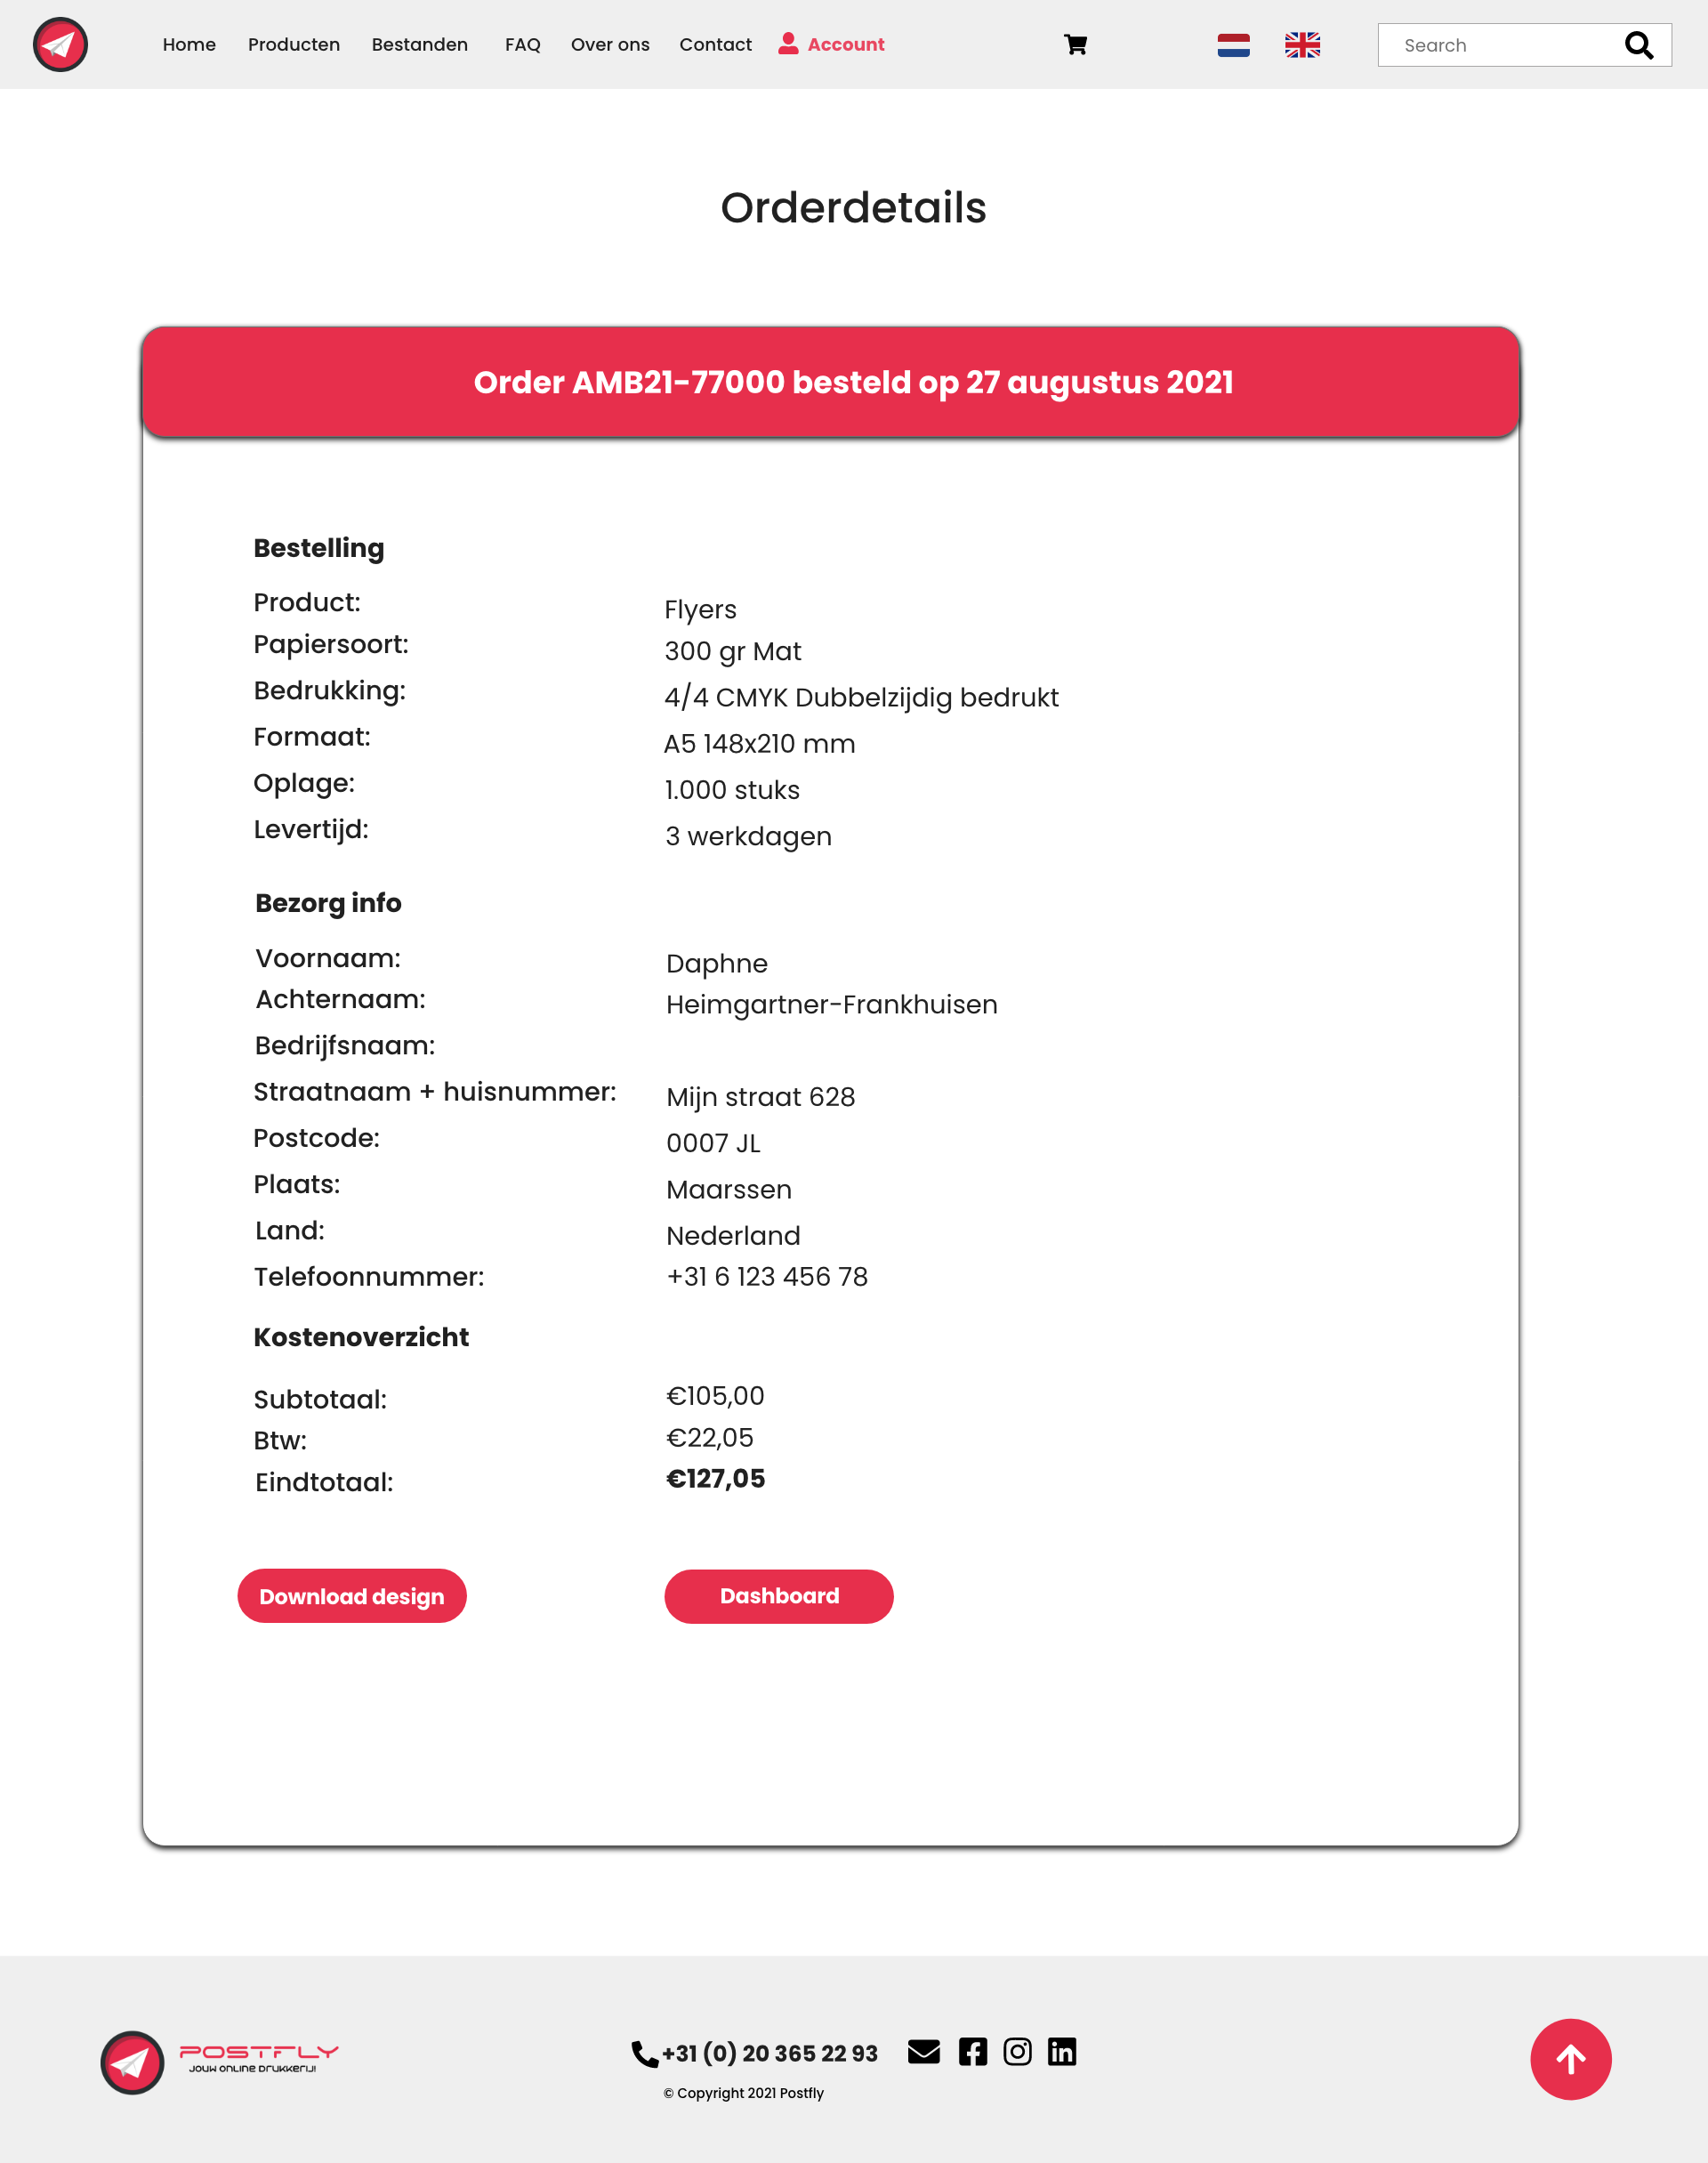 Home Producten Bestanden FAQ Over ons Contact Account Search
Orderdetails
Order AMB21-77000 besteld op 27 augustus 2021
Bestelling
Product: Flyers
Papiersoort: 300 gr Mat
Bedrukking: 4/4 CMYK Dubbelzijdig bedrukt
Formaat: A5 148x210 mm
Oplage: 1.000 stuks
Levertijd: 3 werkdagen
Bezorg info
Voornaam: Daphne
Achternaam: Heimgartner-Frankhuisen
Bedrijfsnaam:
Straatnaam + huisnummer: Mijn straat 628
Postcode: 0007 JL
Plaats: Maarssen
Land: Nederland
Telefoonnummer: +31 6 123 456 78
Kostenoverzicht
Subtotaal: €105,00
Btw: €22,05
Eindtotaal: €127,05
Download design Dashboard
POSTFLY
Jouw online drukkerij!
+31 (0) 20 365 22 93
© Copyright 2021 Postfly